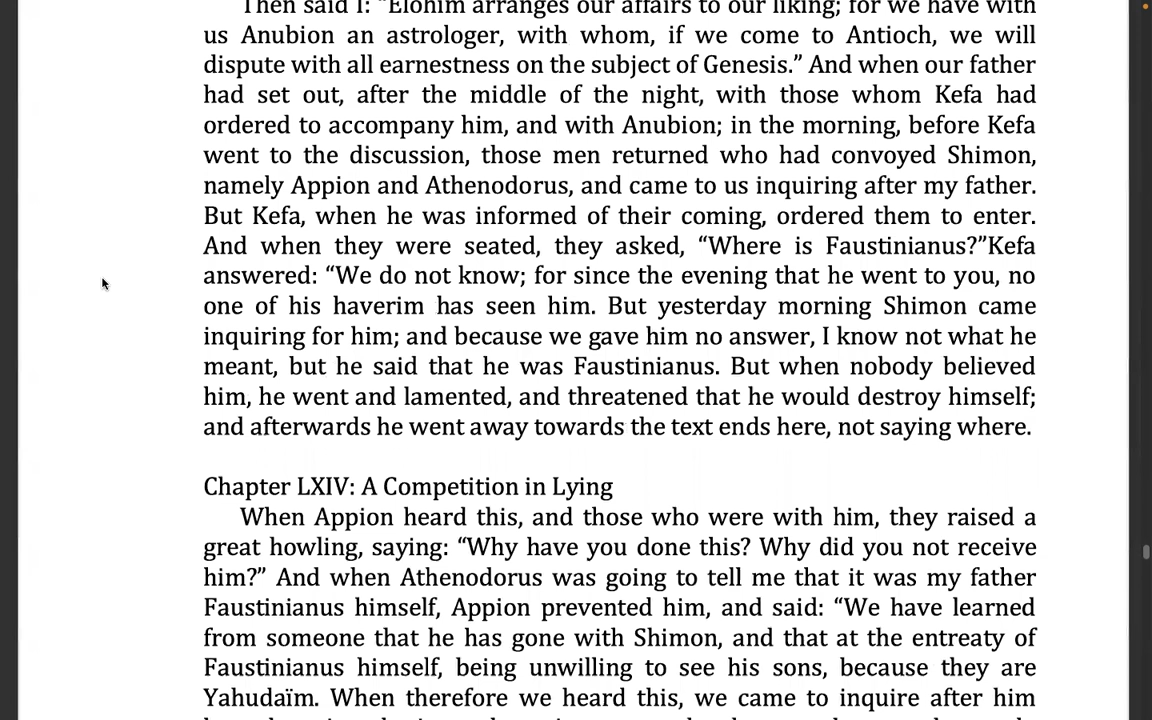 Then said I: “Elohim arranges our affairs to our liking; for we have with
us Anubion an astrologer, with whom, if we come to Antioch, we will
dispute with all earnestness on the subject of Genesis.” And when our father
had set out, after the middle of the night, with those whom Kefa had
ordered to accompany him, and with Anubion; in the morning, before Kefa
went to the discussion, those men returned who had convoyed Shimon,
namely Appion and Athenodorus, and came to us inquiring after my father.
But Kefa, when he was informed of their coming, ordered them to enter.
And when they were seated, they asked, “Where is Faustinianus?”Kefa
answered: “We do not know; for since the evening that he went to you, no
one of his haverim has seen him. But yesterday morning Shimon came
inquiring for him; and because we gave him no answer, I know not what he
meant, but he said that he was Faustinianus. But when nobody believed
him, he went and lamented, and threatened that he would destroy himself;
and afterwards he went away towards the text ends here, not saying where.
Chapter LXIV: A Competition in Lying
When Appion heard this, and those who were with him, they raised a
great howling, saying: “Why have you done this? Why did you not receive
him?” And when Athenodorus was going to tell me that it was my father
Faustinianus himself, Appion prevented him, and said: “We have learned
from someone that he has gone with Shimon, and that at the entreaty of
Faustinianus himself, being unwilling to see his sons, because they are
Yahudaïm. When therefore we heard this, we came to inquire after him